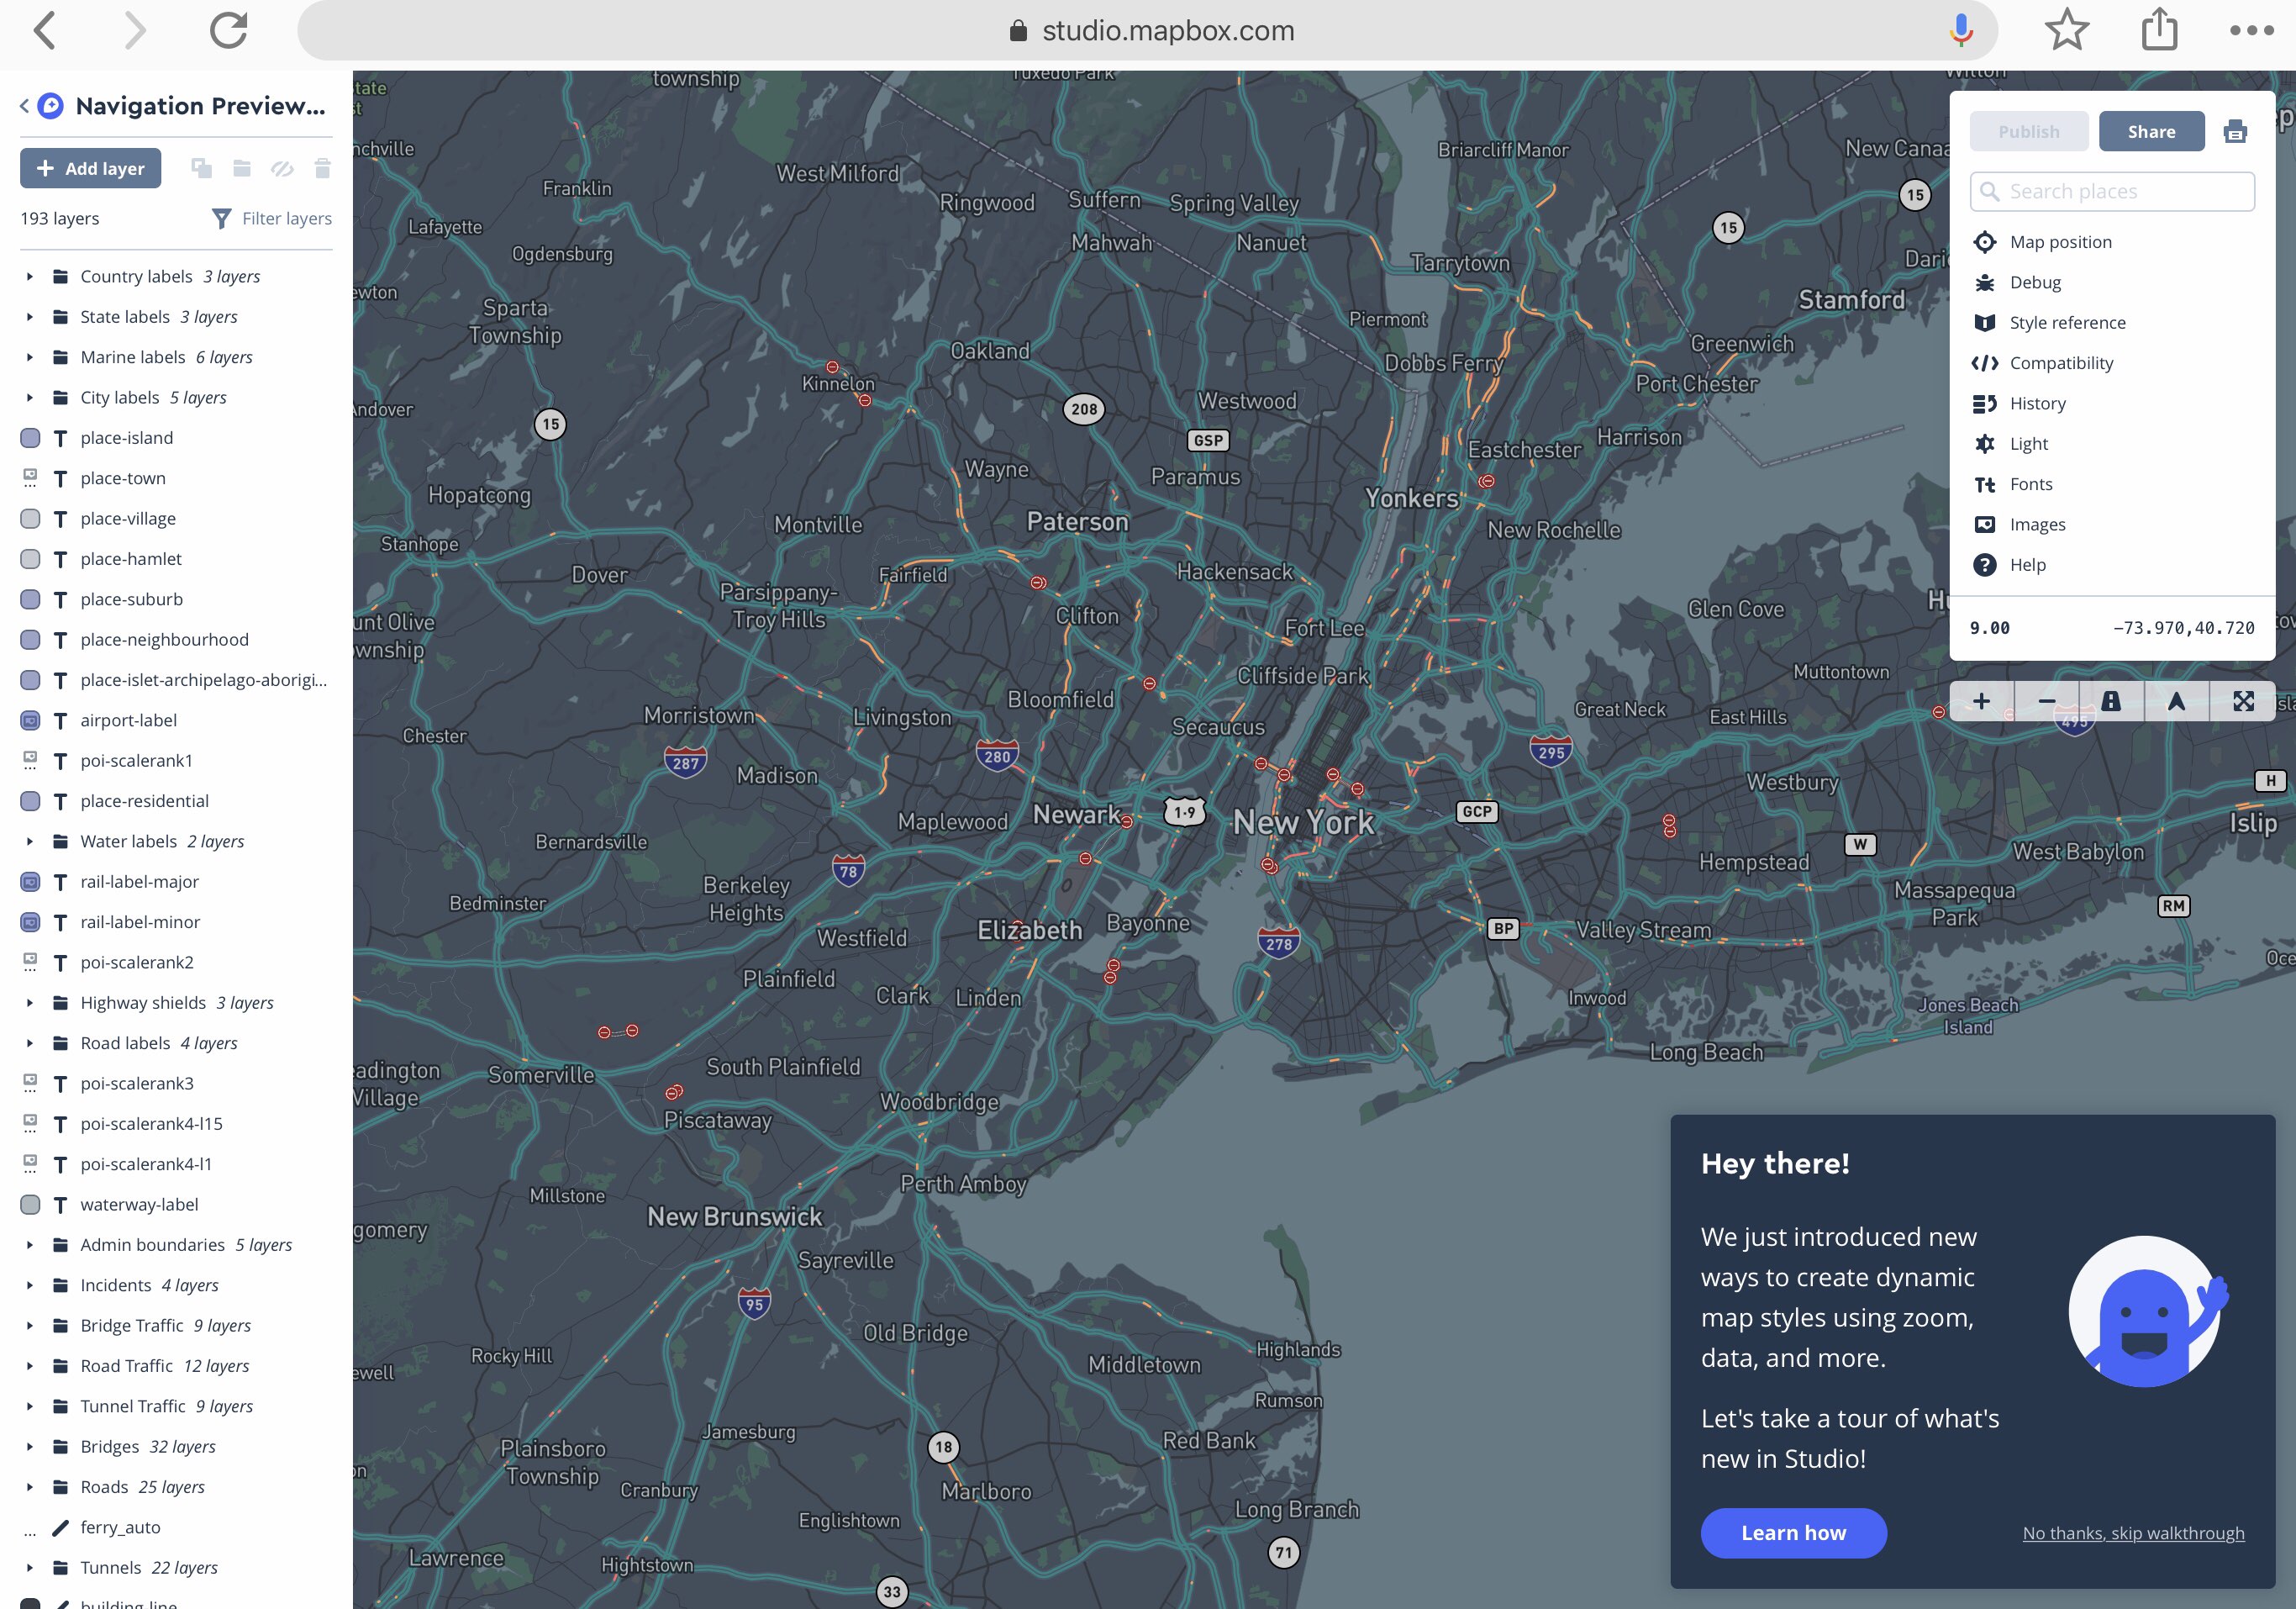 studio.mapbox.com
Navigation Preview...
Add layer
193 layers
Filter layers
Country labels 3 layers
State labels 3 layers
Marine labels 6 layers
City labels 5 layers
place-island
place-town
place-village
place-hamlet
place-suburb
place-neighbourhood
place-islet-archipelago-aborigi...
airport-label
poi-scalerank1
place-residential
Water labels 2 layers
rail-label-major
rail-label-minor
poi-scalerank2
Highway shields 3 layers
Road labels 4 layers
poi-scalerank3
poi-scalerank4-l15
poi-scalerank4-l1
waterway-label
Admin boundaries 5 layers
Incidents 4 layers
Bridge Traffic 9 layers
Road Traffic 12 layers
Tunnel Traffic 9 layers
Bridges 32 layers
Roads 25 layers
ferry_auto
Tunnels 22 layers
building-line
township
Tuxedo Park
Wilton
tate
nchville
West Milford
Briarcliff Manor
New Canaa
Franklin
Ringwood
Suffern
Spring Valley
15
15
Lafayette
Ogdensburg
Mahwah
Nanuet
Tarrytown
Dari
ewton
Sparta
Township
Piermont
Stamford
Oakland
Dobbs Ferry
Greenwich
Kinnelon
Port Chester
Andover
15
208
Westwood
GSP
Eastchester
Harrison
Wayne
Paramus
Hopatcong
Yonkers
Montville
Paterson
New Rochelle
Stanhope
Dover
Fairfield
Hackensack
Parsippany-
Troy Hills
Clifton
Glen Cove
unt Olive
ownship
Fort Lee
Cliffside Park
Muttontown
Bloomfield
Morristown
Livingston
Secaucus
Great Neck
East Hills
495
Chester
287
280
295
Madison
Westbury
H
Newark
1-9
New York
GCP
Islip
Maplewood
Bernardsville
W
West Babylon
78
Hempstead
Berkeley
Heights
Massapequa
Park
Bedminster
RM
Elizabeth
Bayonne
BP
Valley Stream
Westfield
278
Oce
Plainfield
Clark
Linden
Inwood
Jones Beach
Island
Long Beach
South Plainfield
adington
Village
Somerville
Woodbridge
Piscataway
Perth Amboy
Millstone
New Brunswick
gomery
Sayreville
95
Old Bridge
Highlands
Rocky Hill
Middletown
ewell
Rumson
Jamesburg
Red Bank
Plainsboro
Township
18
Cranbury
Marlboro
Long Branch
Englishtown
71
Lawrence
Hightstown
33
Publish
Share
Search places
Map position
Debug
Style reference
Compatibility
History
Light
Fonts
Images
Help
9.00
-73.970,40.720
Hey there!
We just introduced new
ways to create dynamic
map styles using zoom,
data, and more.
Let's take a tour of what's
new in Studio!
Learn how
No thanks, skip walkthrough